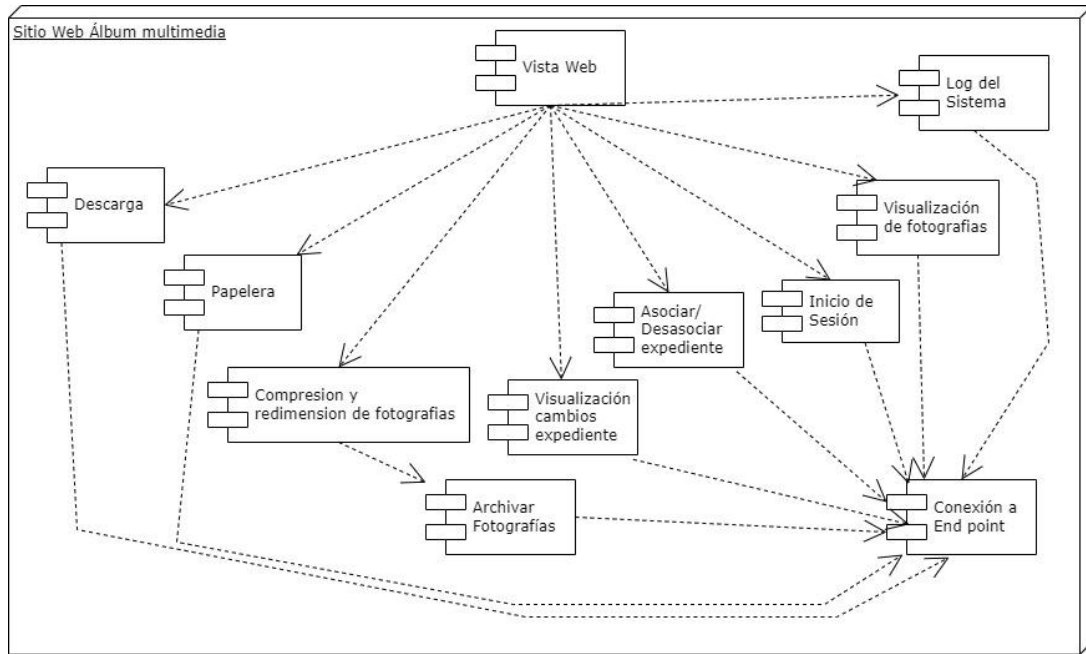 Sitio Web Álbum multimedia
Vista Web
Log del
Sistema
Descarga
Visualización
de fotografias
Papelera
Asociar/
Desasociar
expediente
Inicio de
Sesión
Compresion y
redimension de fotografias
Visualización
cambios
expediente
Archivar
Fotografías
Conexión a
End point